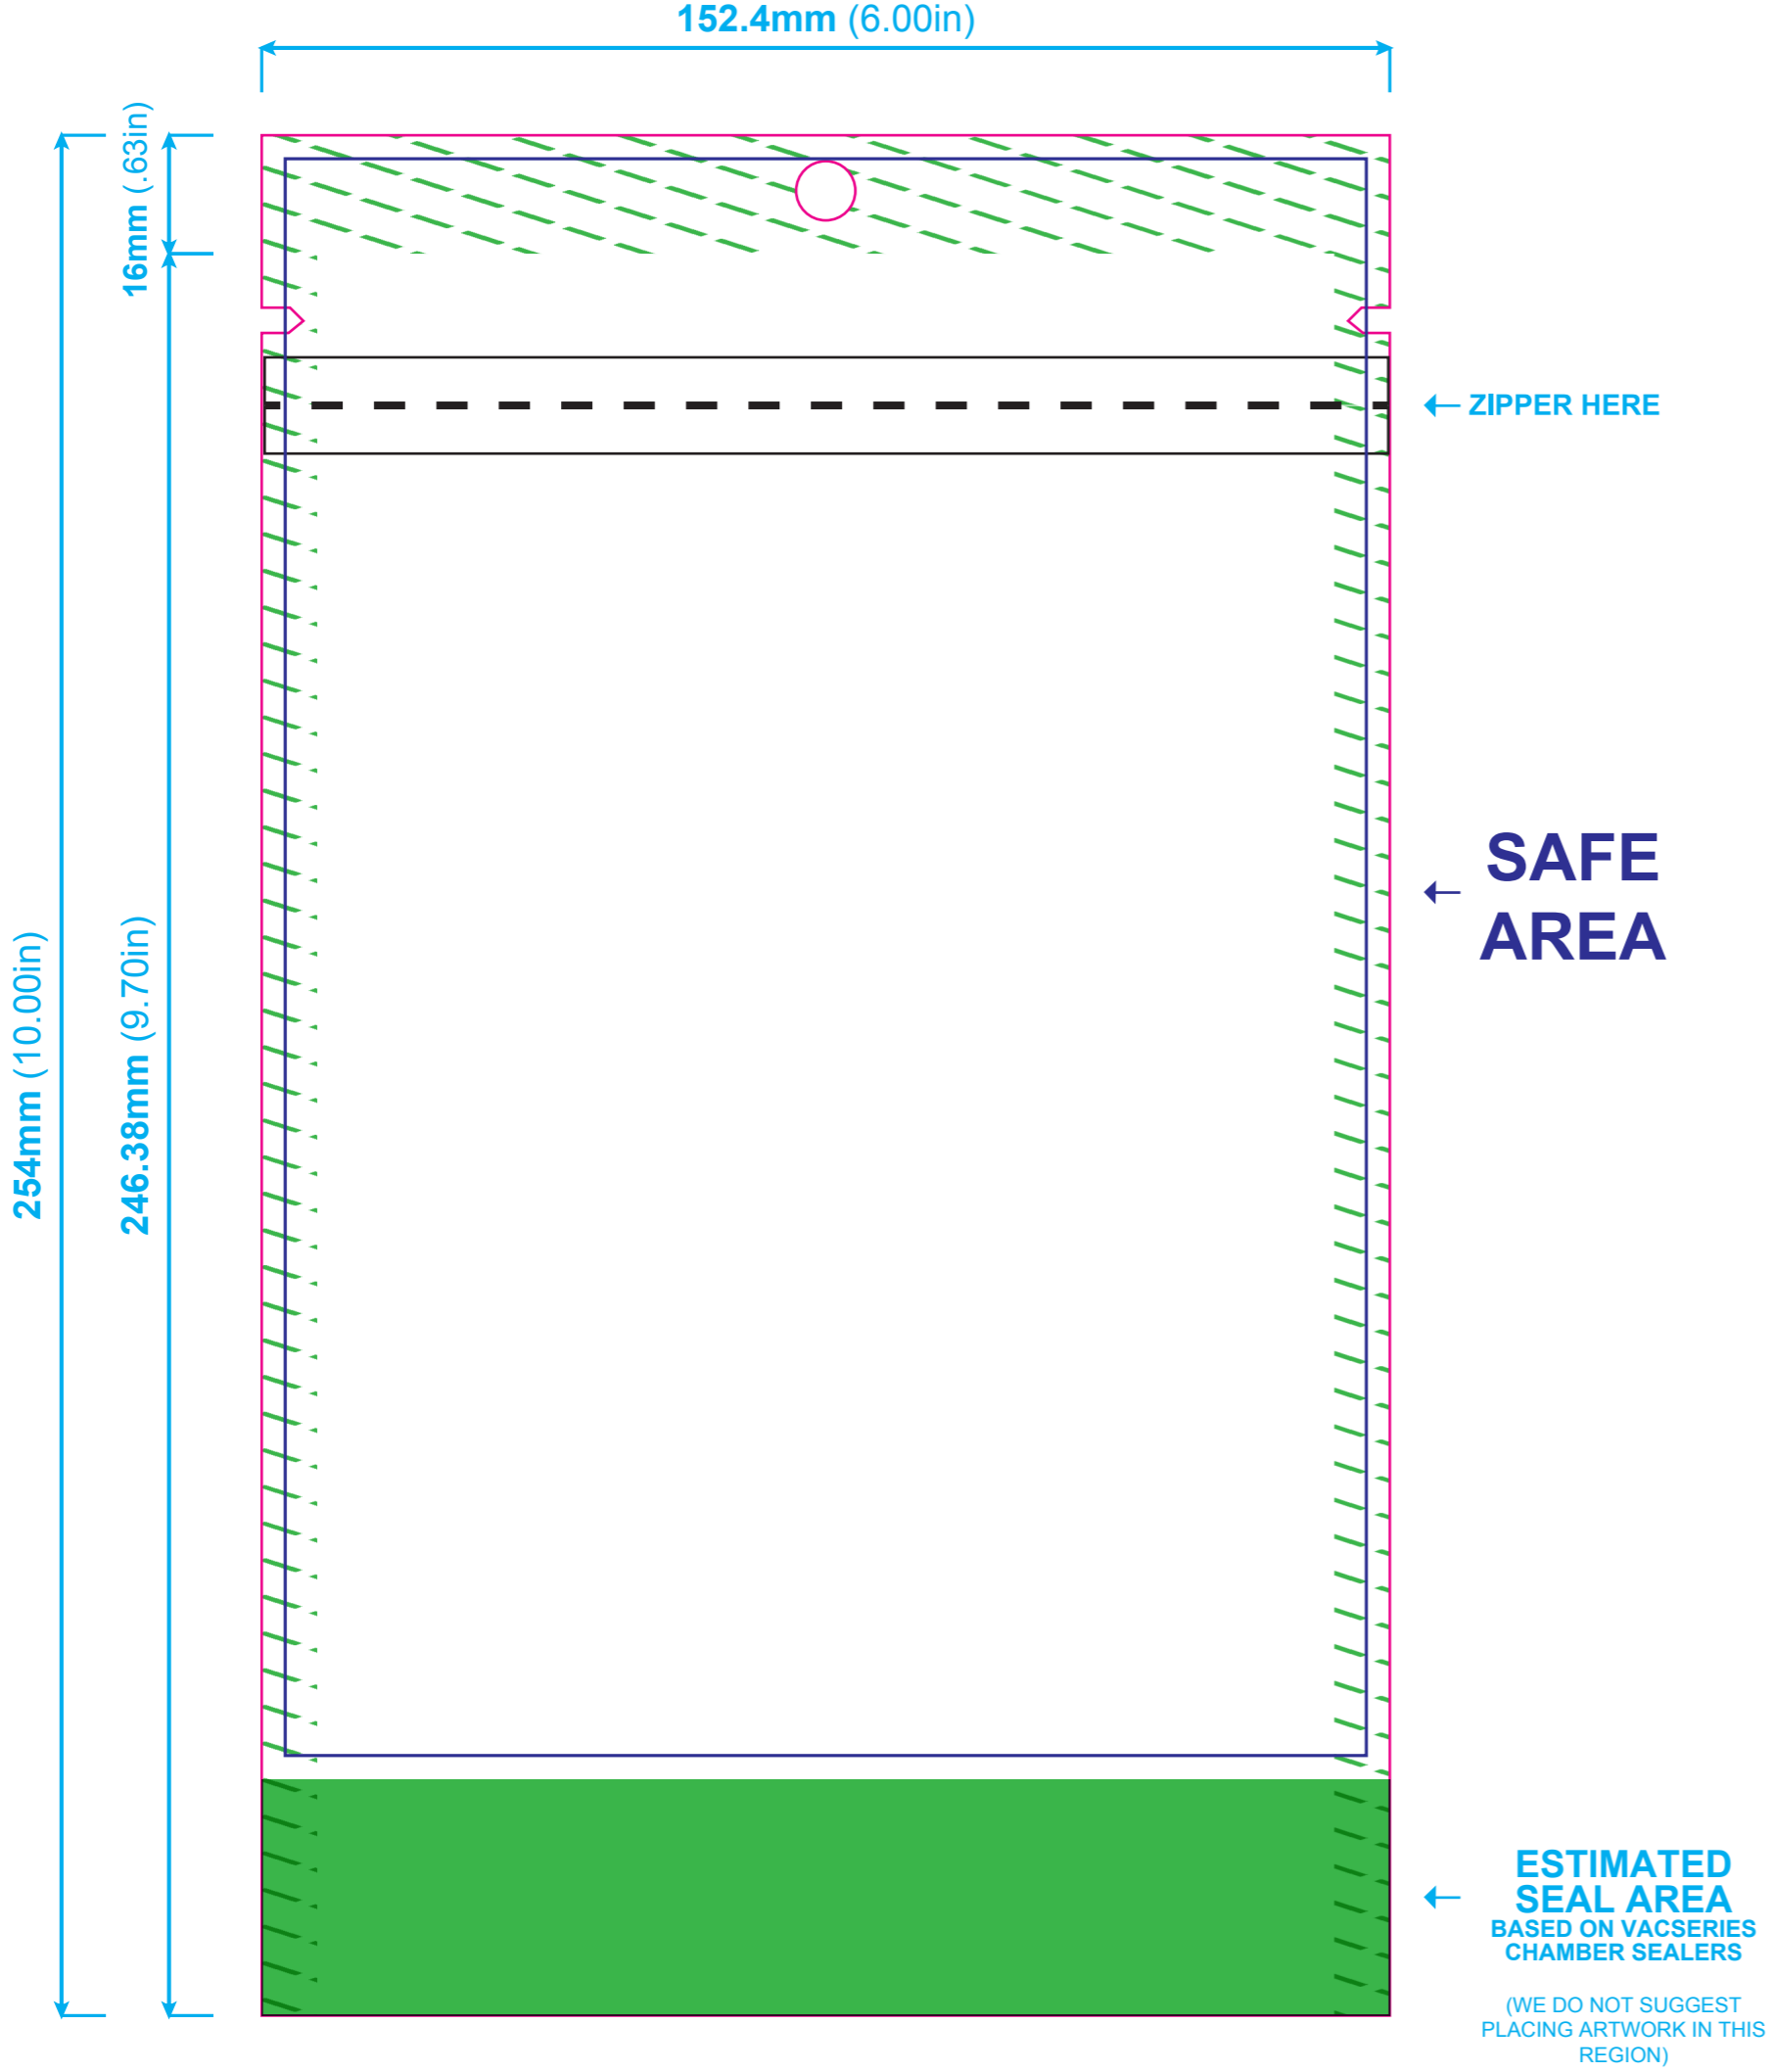 152.4mm (6.00in)
16mm (.63in)
ZIPPER HERE
SAFE
AREA
254mm (10.00in)
246.38mm (9.70in)
ESTIMATED
SEAL AREA
BASED ON VACSERIES
CHAMBER SEALERS
(WE DO NOT SUGGEST
PLACING ARTWORK IN THIS
REGION)